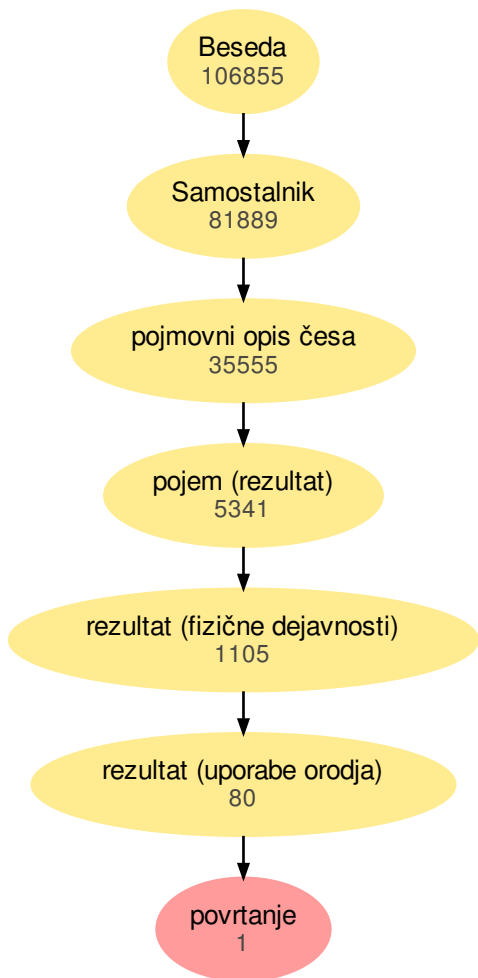 Beseda
106855
Samostalnik
81889
pojmovni opis česa
35555
pojem (rezultat)
5341
rezultat (fizične dejavnosti)
1105
rezultat (uporabe orodja)
80
povrtanje
1